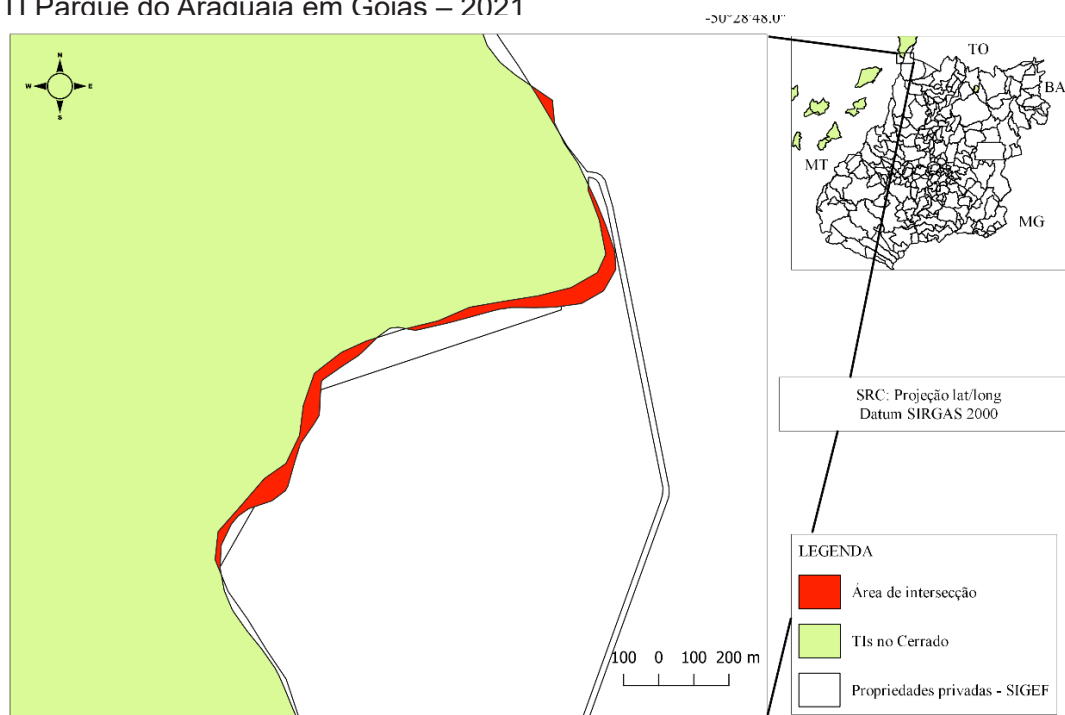 TI Parque do Araguaia em Goiás – 2021
-50°28'48.0"
N
W E
S
TO
BA
MT
MG
SRC: Projeção lat/long
Datum SIRGAS 2000
LEGENDA
Área de intersecção
TIs no Cerrado
Propriedades privadas - SIGEF
100 0 100 200 m